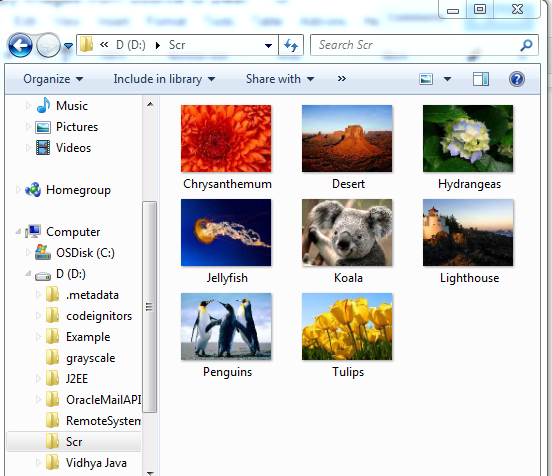 D (D:) Scr
Search Scr
Organize Include in library Share with »
Music
Pictures
Videos
Homegroup
Computer
OSDisk (C:)
D (D:)
.metadata
codeignitors
Example
grayscale
J2EE
OracleMailAPI
RemoteSystem
Scr
Vidhya Java
Chrysanthemum Desert Hydrangeas
Jellyfish Koala Lighthouse
Penguins Tulips